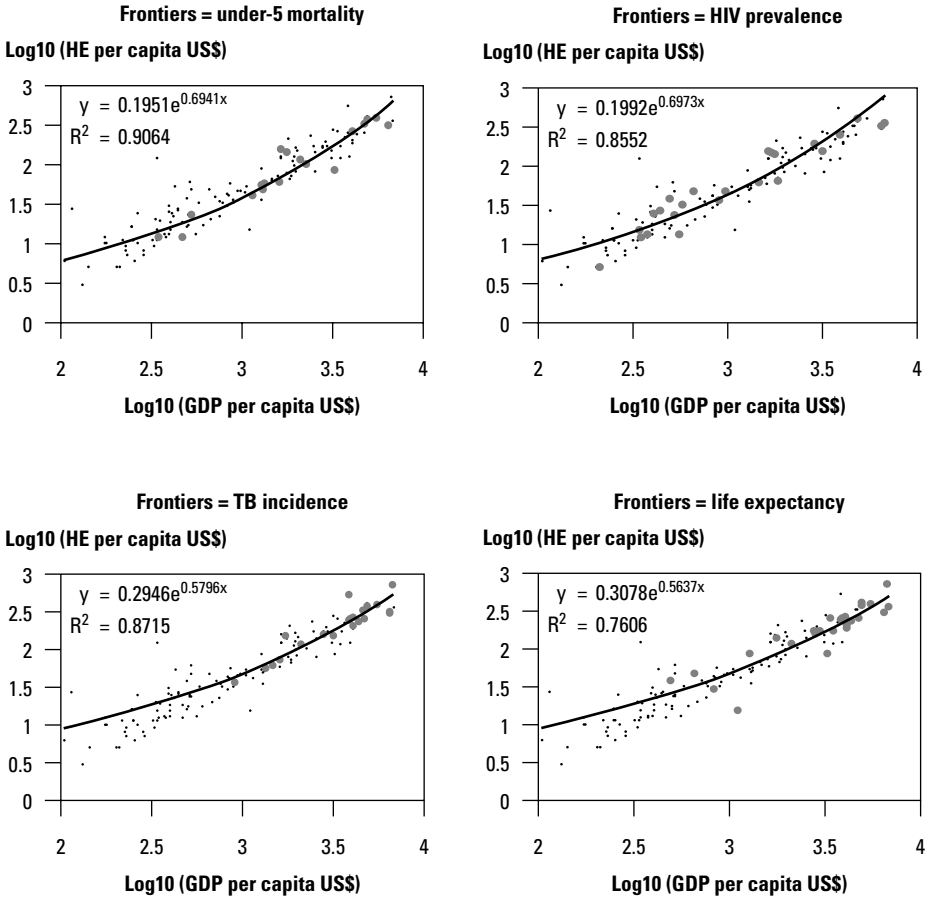 Frontiers = under-5 mortality
Log10 (HE per capita US$)
y = 0.1951e^0.6941x
R² = 0.9064
3
2.5
2
1.5
1
0.5
0
2 2.5 3 3.5 4
Log10 (GDP per capita US$)
Frontiers = HIV prevalence
Log10 (HE per capita US$)
y = 0.1992e^0.6973x
R² = 0.8552
3
2.5
2
1.5
1
0.5
0
2 2.5 3 3.5 4
Log10 (GDP per capita US$)
Frontiers = TB incidence
Log10 (HE per capita US$)
y = 0.2946e^0.5796x
R² = 0.8715
3
2.5
2
1.5
1
0.5
0
2 2.5 3 3.5 4
Log10 (GDP per capita US$)
Frontiers = life expectancy
Log10 (HE per capita US$)
y = 0.3078e^0.5637x
R² = 0.7606
3
2.5
2
1.5
1
0.5
0
2 2.5 3 3.5 4
Log10 (GDP per capita US$)